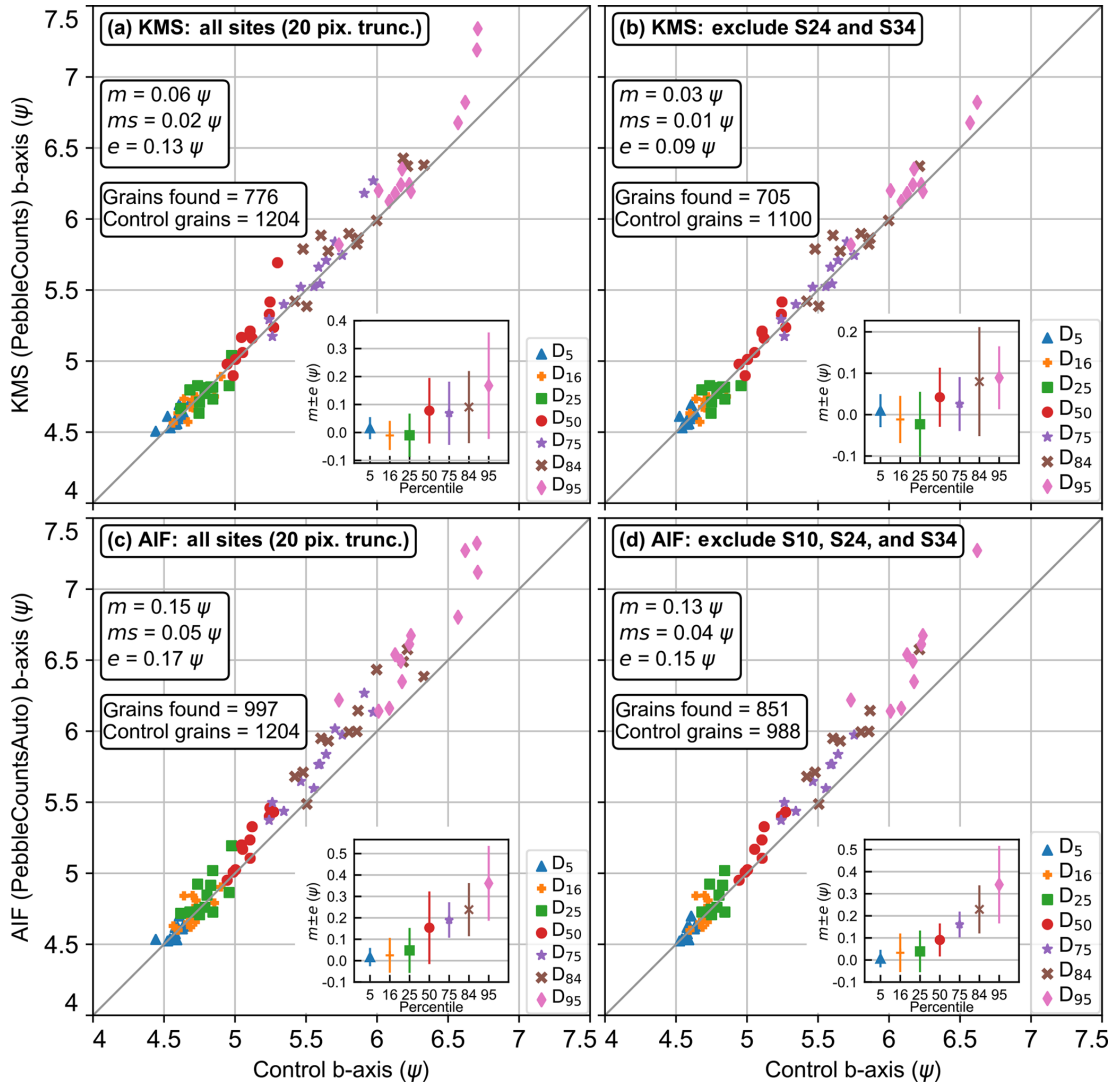 (a) KMS: all sites (20 pix. trunc.)
m = 0.06 ψ
ms = 0.02 ψ
e = 0.13 ψ
Grains found = 776
Control grains = 1204
KMS (PebbleCounts) b-axis (ψ)
7.5
7
6.5
6
5.5
5
4.5
4
m±e (ψ)
0.4
0.3
0.2
0.1
0.0
-0.1
5 16 25 50 75 84 95
Percentile
D5
D16
D25
D50
D75
D84
D95
(b) KMS: exclude S24 and S34
m = 0.03 ψ
ms = 0.01 ψ
e = 0.09 ψ
Grains found = 705
Control grains = 1100
m±e (ψ)
0.2
0.1
0.0
-0.1
5 16 25 50 75 84 95
Percentile
D5
D16
D25
D50
D75
D84
D95
(c) AIF: all sites (20 pix. trunc.)
m = 0.15 ψ
ms = 0.05 ψ
e = 0.17 ψ
Grains found = 997
Control grains = 1204
AIF (PebbleCountsAuto) b-axis (ψ)
7.5
7
6.5
6
5.5
5
4.5
4
m±e (ψ)
0.5
0.4
0.3
0.2
0.1
0.0
-0.1
5 16 25 50 75 84 95
Percentile
D5
D16
D25
D50
D75
D84
D95
4 4.5 5 5.5 6 6.5 7 7.5
Control b-axis (ψ)
(d) AIF: exclude S10, S24, and S34
m = 0.13 ψ
ms = 0.04 ψ
e = 0.15 ψ
Grains found = 851
Control grains = 988
m±e (ψ)
0.5
0.4
0.3
0.2
0.1
0.0
-0.1
5 16 25 50 75 84 95
Percentile
D5
D16
D25
D50
D75
D84
D95
4 4.5 5 5.5 6 6.5 7 7.5
Control b-axis (ψ)